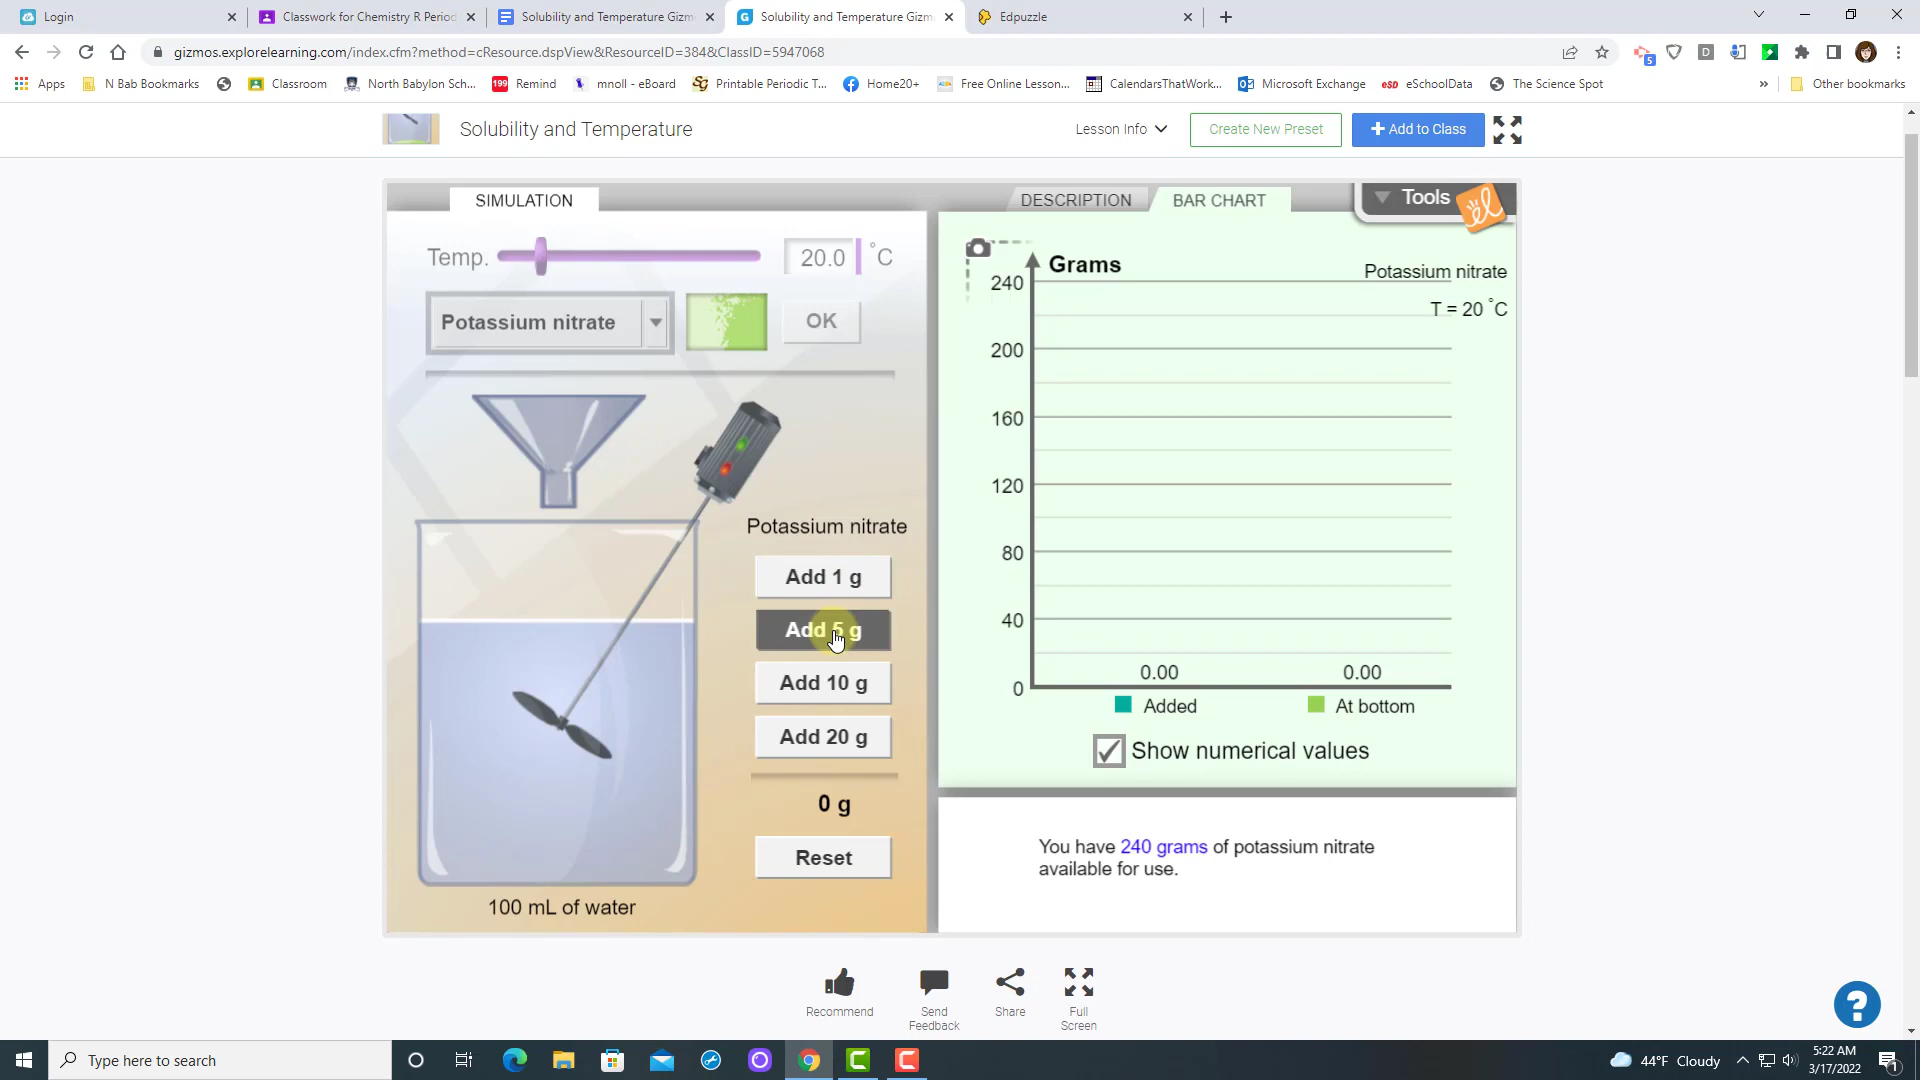 Login
Classwork for Chemistry R Period
Solubility and Temperature Gizm
Solubility and Temperature Gizm
Edpuzzle
gizmos.explorelearning.com/index.cfm?method=cResource.dspView&ResourceID=384&ClassID=5947068
5
D
Apps
N Bab Bookmarks
Classroom
North Babylon Sch...
199
Remind
mnoll - eBoard
Printable Periodic T...
Home20+
Free Online Lesson...
CalendarsThatWork...
Microsoft Exchange
esD
eSchoolData
The Science Spot
»
Other bookmarks
Solubility and Temperature
Lesson Info
Create New Preset
+ Add to Class
SIMULATION
DESCRIPTION
BAR CHART
Tools
el
Temp.
20.0
°C
Potassium nitrate
OK
Potassium nitrate
Add 1 g
Add 5 g
Add 10 g
Add 20 g
0 g
Reset
100 mL of water
Grams
Potassium nitrate
T = 20 °C
240
200
160
120
80
40
0
0.00
0.00
Added
At bottom
Show numerical values
You have 240 grams of potassium nitrate
available for use.
Recommend
Send
Feedback
Share
Full
Screen
?
Type here to search
44°F Cloudy
5:22 AM
3/17/2022
1